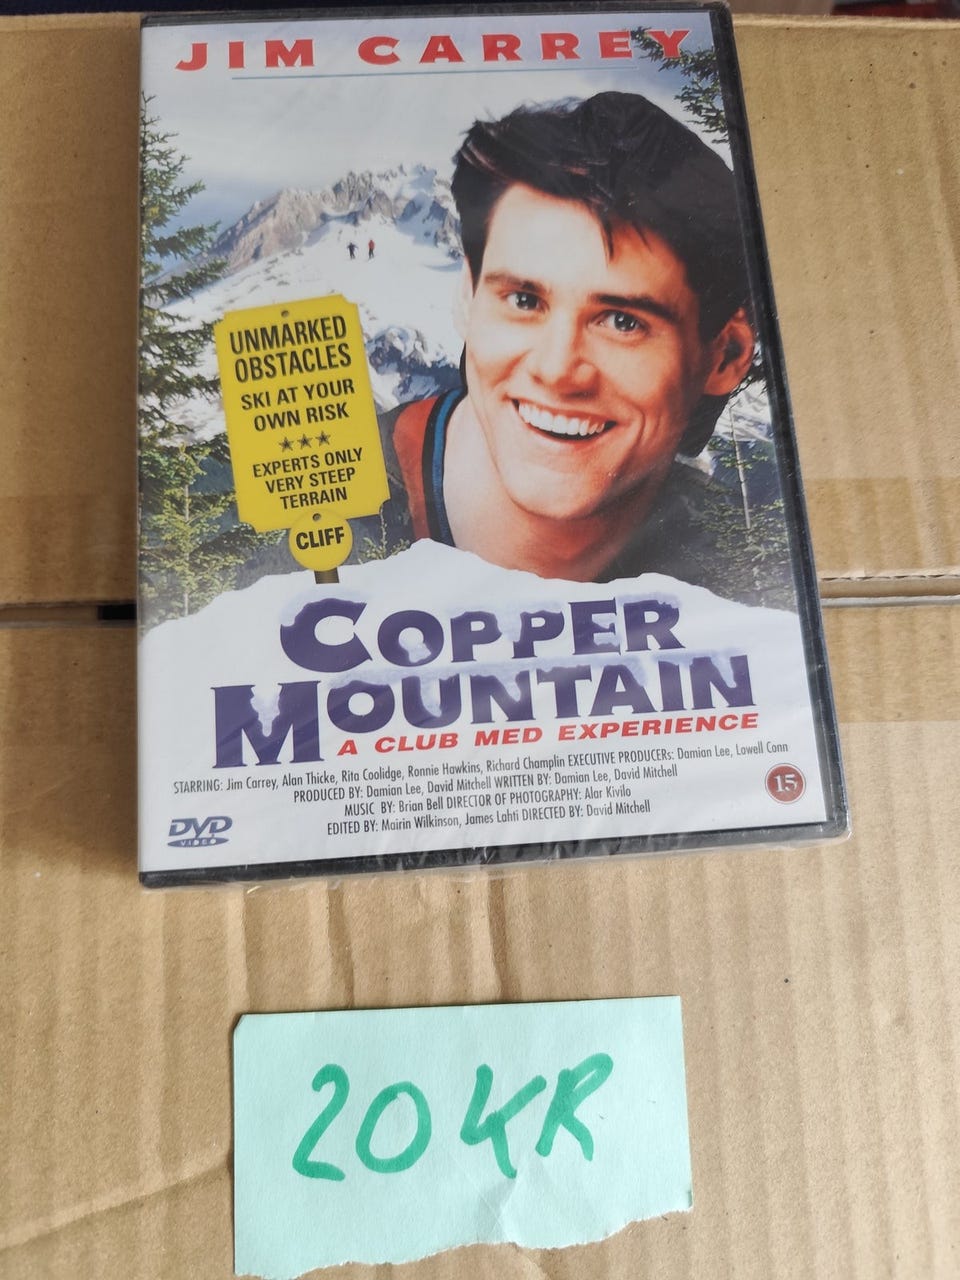 JIM CARREY
UNMARKED
OBSTACLES
SKI AT YOUR
OWN RISK
EXPERTS ONLY
VERY STEEP
TERRAIN
CLIFF
COPPER
MOUNTAIN
A CLUB MED EXPERIENCE
STARRING: Jim Carrey, Alan Thicke, Rita Coolidge, Ronnie Hawkins, Richard Champlin EXECUTIVE PRODUCERs: Damian Lee, Lowell Conn
PRODUCED BY: Damian Lee, David Mitchell WRITTEN BY: Damian Lee, David Mitchell
MUSIC BY: Brian Bell DIRECTOR OF PHOTOGRAPHY: Alar Kivilo
EDITED BY: Mairin Wilkinson, James Lahti DIRECTED BY: David Mitchell
15
DVD
VIDEO
20 KR